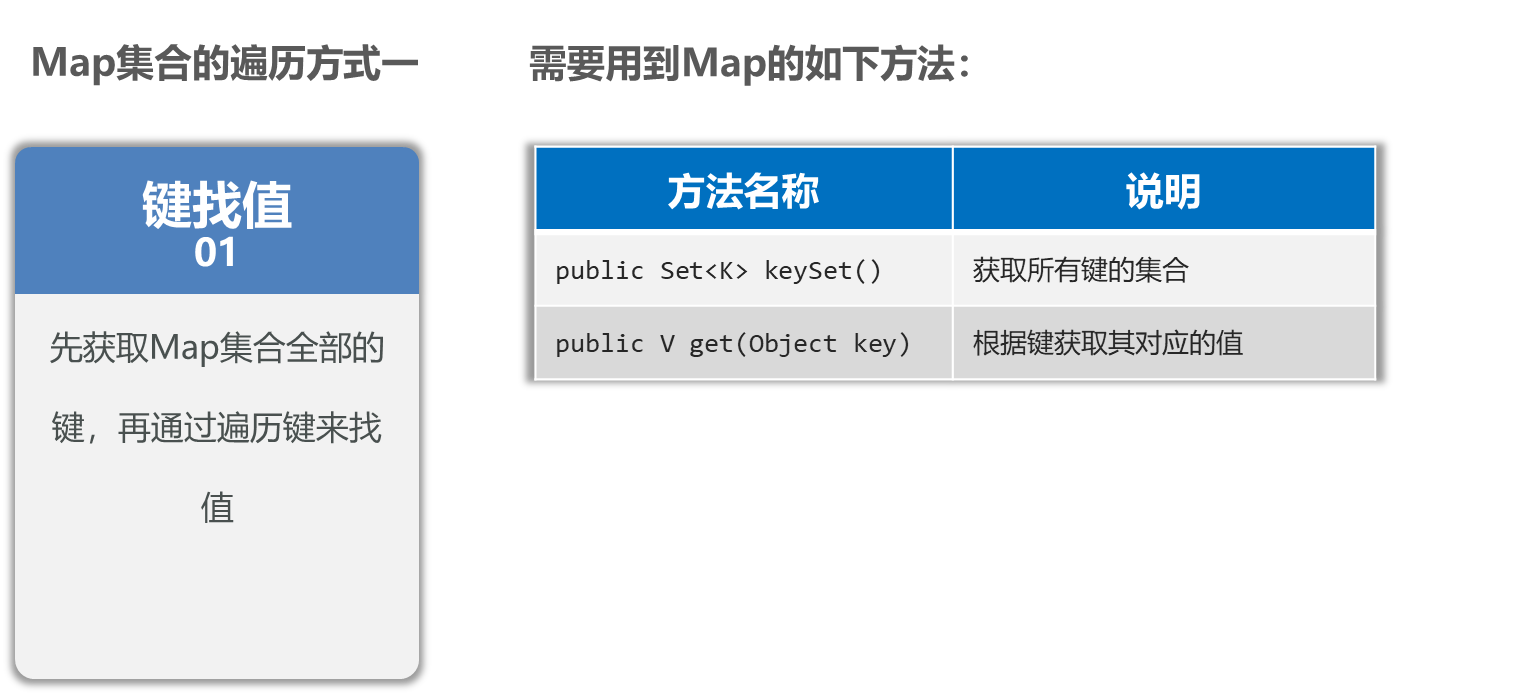 Map集合的遍历方式一
键找值
01
先获取Map集合全部的
键，再通过遍历键来找
值
需要用到Map的如下方法：
方法名称 说明
public Set<K> keySet() 获取所有键的集合
public V get(Object key) 根据键获取其对应的值